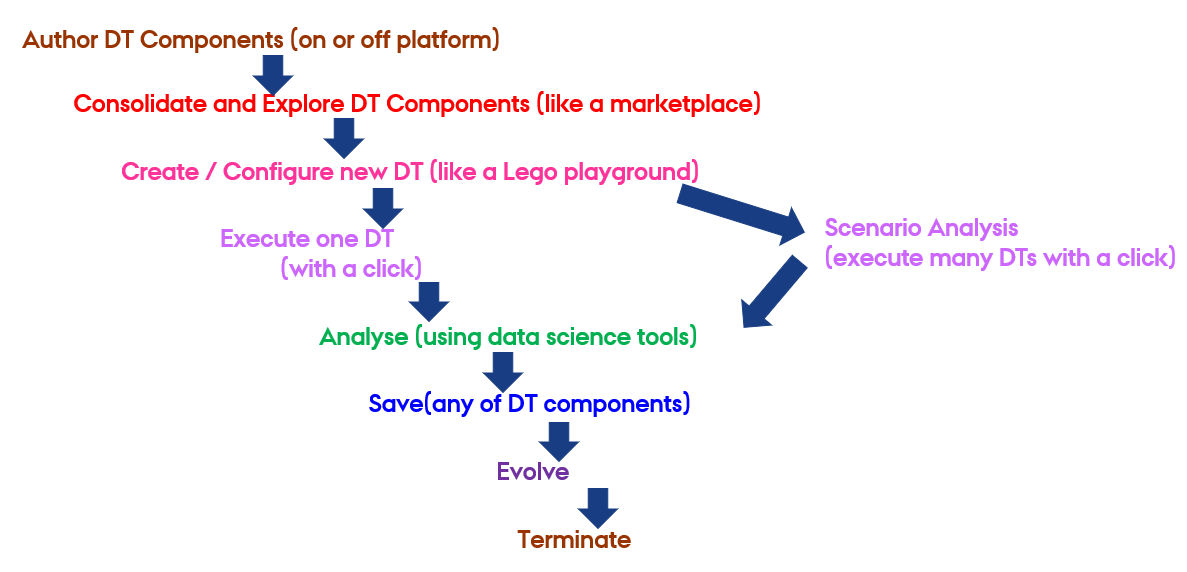 Author DT Components (on or off platform)
Consolidate and Explore DT Components (like a marketplace)
Create / Configure new DT (like a Lego playground)
Execute one DT
(with a click)
Scenario Analysis
(execute many DTs with a click)
Analyse (using data science tools)
Save(any of DT components)
Evolve
Terminate